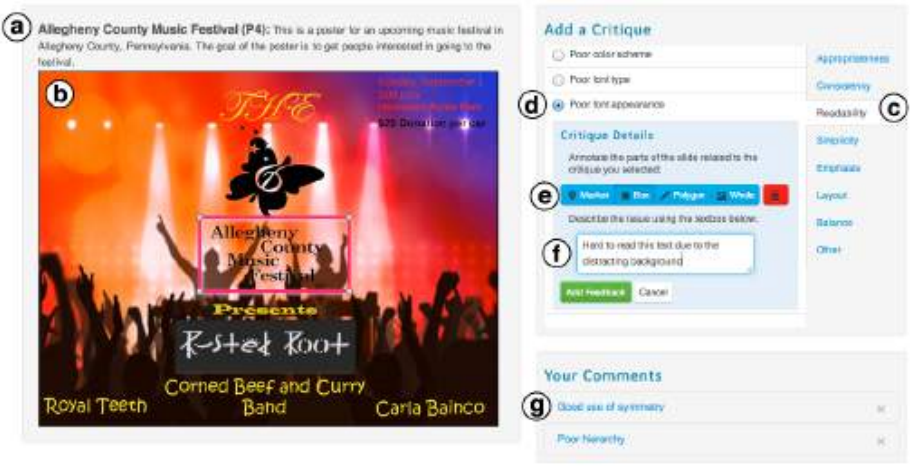 a
Allegheny County Music Festival (P4): This is a poster for an upcoming music festival in
Allegheny County, Pennsylvania. The goal of the poster is to get people interested in going to the
festival.
b
THE
$20 Donation per car
Allegheny
County
Music
Festival
Presents
Rusted Root
Corned Beef and Curry
Band
Royal Teeth
Carla Bainco
Add a Critique
Poor color scheme
Poor font type
d
Poor font appearance
Critique Details
Annotate the parts of the slide related to the
critique you selected:
e
Marker Box Polygon Whole
Describe the issue using the textbox below.
f
Hard to read this text due to the
distracting background
Add Feedback Cancel
Appropriateness
Consistency
Readability
c
Simplicity
Emphasis
Layout
Balance
Other
Your Comments
g
Good use of symmetry
Poor hierarchy